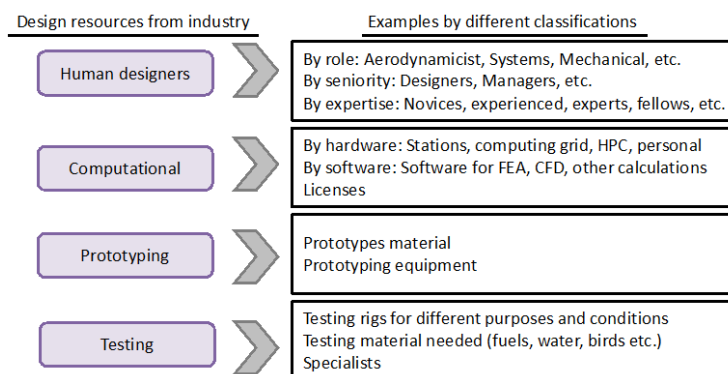 Design resources from industry
Examples by different classifications
Human designers
By role: Aerodynamicist, Systems, Mechanical, etc.
By seniority: Designers, Managers, etc.
By expertise: Novices, experienced, experts, fellows, etc.
Computational
By hardware: Stations, computing grid, HPC, personal
By software: Software for FEA, CFD, other calculations
Licenses
Prototyping
Prototypes material
Prototyping equipment
Testing
Testing rigs for different purposes and conditions
Testing material needed (fuels, water, birds etc.)
Specialists